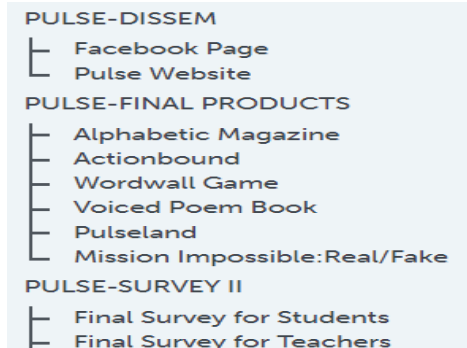 PULSE-DISSEM
Facebook Page
Pulse Website
PULSE-FINAL PRODUCTS
Alphabetic Magazine
Actionbound
Wordwall Game
Voiced Poem Book
Pulseland
Mission Impossible:Real/Fake
PULSE-SURVEY II
Final Survey for Students
Final Survey for Teachers